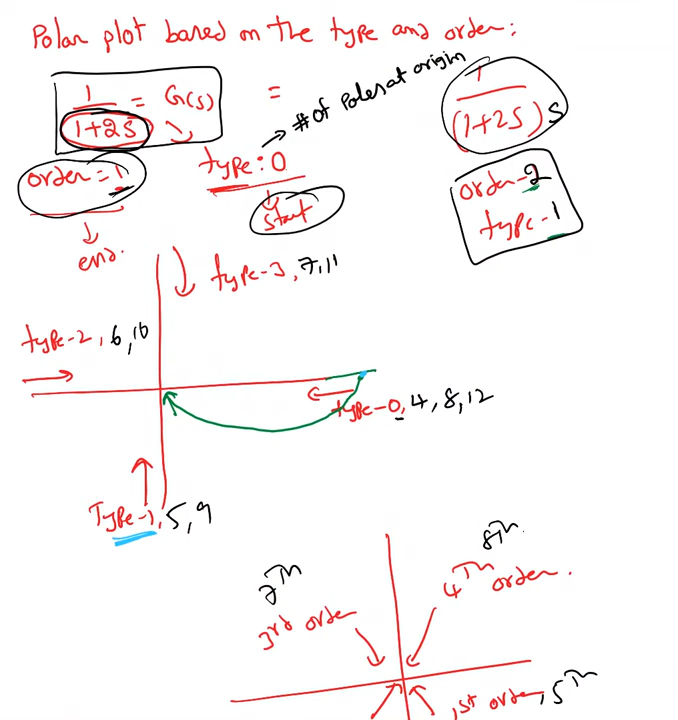 Polar plot based on the type and order:
1/(1+2S) = G(S) =
→ # of Poles at origin
1/((1+2S)S)
order = 1
type: 0
start
end.
order-2
type-1
type-3, 7, 11
type-2, 6, 10
type-0, 4, 8, 12
Type-1, 5, 9
8Th
7Th
4Th order.
3rd order
1st order, 5Th